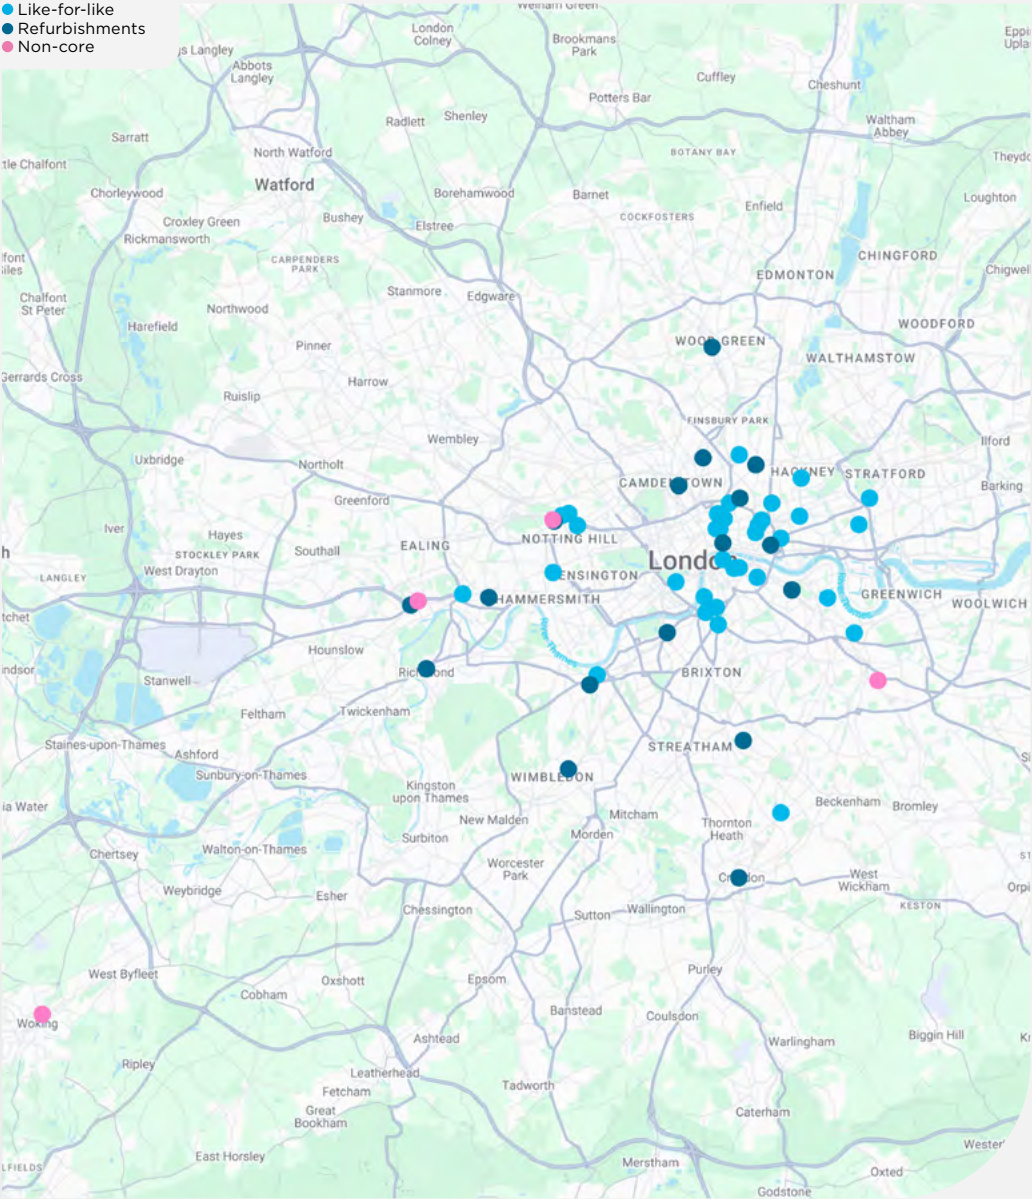 Like-for-like
Refurbishments
Non-core
Welham Green
London
Colney
Brookmans
Park
Abbots
Langley
Cuffley
Cheshunt
Potters Bar
Radlett
Shenley
Waltham
Abbey
Sarratt
BOTANY BAY
North Watford
Watford
Chorleywood
Borehamwood
Barnet
Loughton
Enfield
Croxley Green
Bushey
Elstree
COCKFOSTERS
Rickmansworth
CHINGFORD
CARPENDERS
PARK
EDMONTON
Stanmore
Edgware
Chalfont
St Peter
Northwood
Harefield
WOODFORD
WOOD GREEN
Pinner
WALTHAMSTOW
Gerrards Cross
Harrow
Ruislip
FINSBURY PARK
Wembley
Ilford
Uxbridge
Northolt
HACKNEY
STRATFORD
CAMDEN TOWN
Barking
Greenford
Iver
Hayes
NOTTING HILL
EALING
Southall
STOCKLEY PARK
London
West Drayton
LANGLEY
KENSINGTON
GREENWICH
HAMMERSMITH
WOOLWICH
River Thames
River Thames
Hounslow
Richmond
BRIXTON
Stanwell
Feltham
Twickenham
Staines-upon-Thames
STREATHAM
Ashford
Sunbury-on-Thames
WIMBLEDON
Kingston
upon Thames
Beckenham
Bromley
Mitcham
New Malden
Thornton
Heath
Morden
Surbiton
Walton-on-Thames
Chertsey
Worcester
Park
Croydon
West
Wickham
Weybridge
Esher
Chessington
KESTON
Sutton
Wallington
West Byfleet
Purley
Oxshott
Epsom
Cobham
Banstead
Coulsdon
Woking
Biggin Hill
Ashtead
Warlingham
Ripley
Leatherhead
Fetcham
Tadworth
Great
Bookham
Caterham
East Horsley
Merstham
Oxted
Godstone